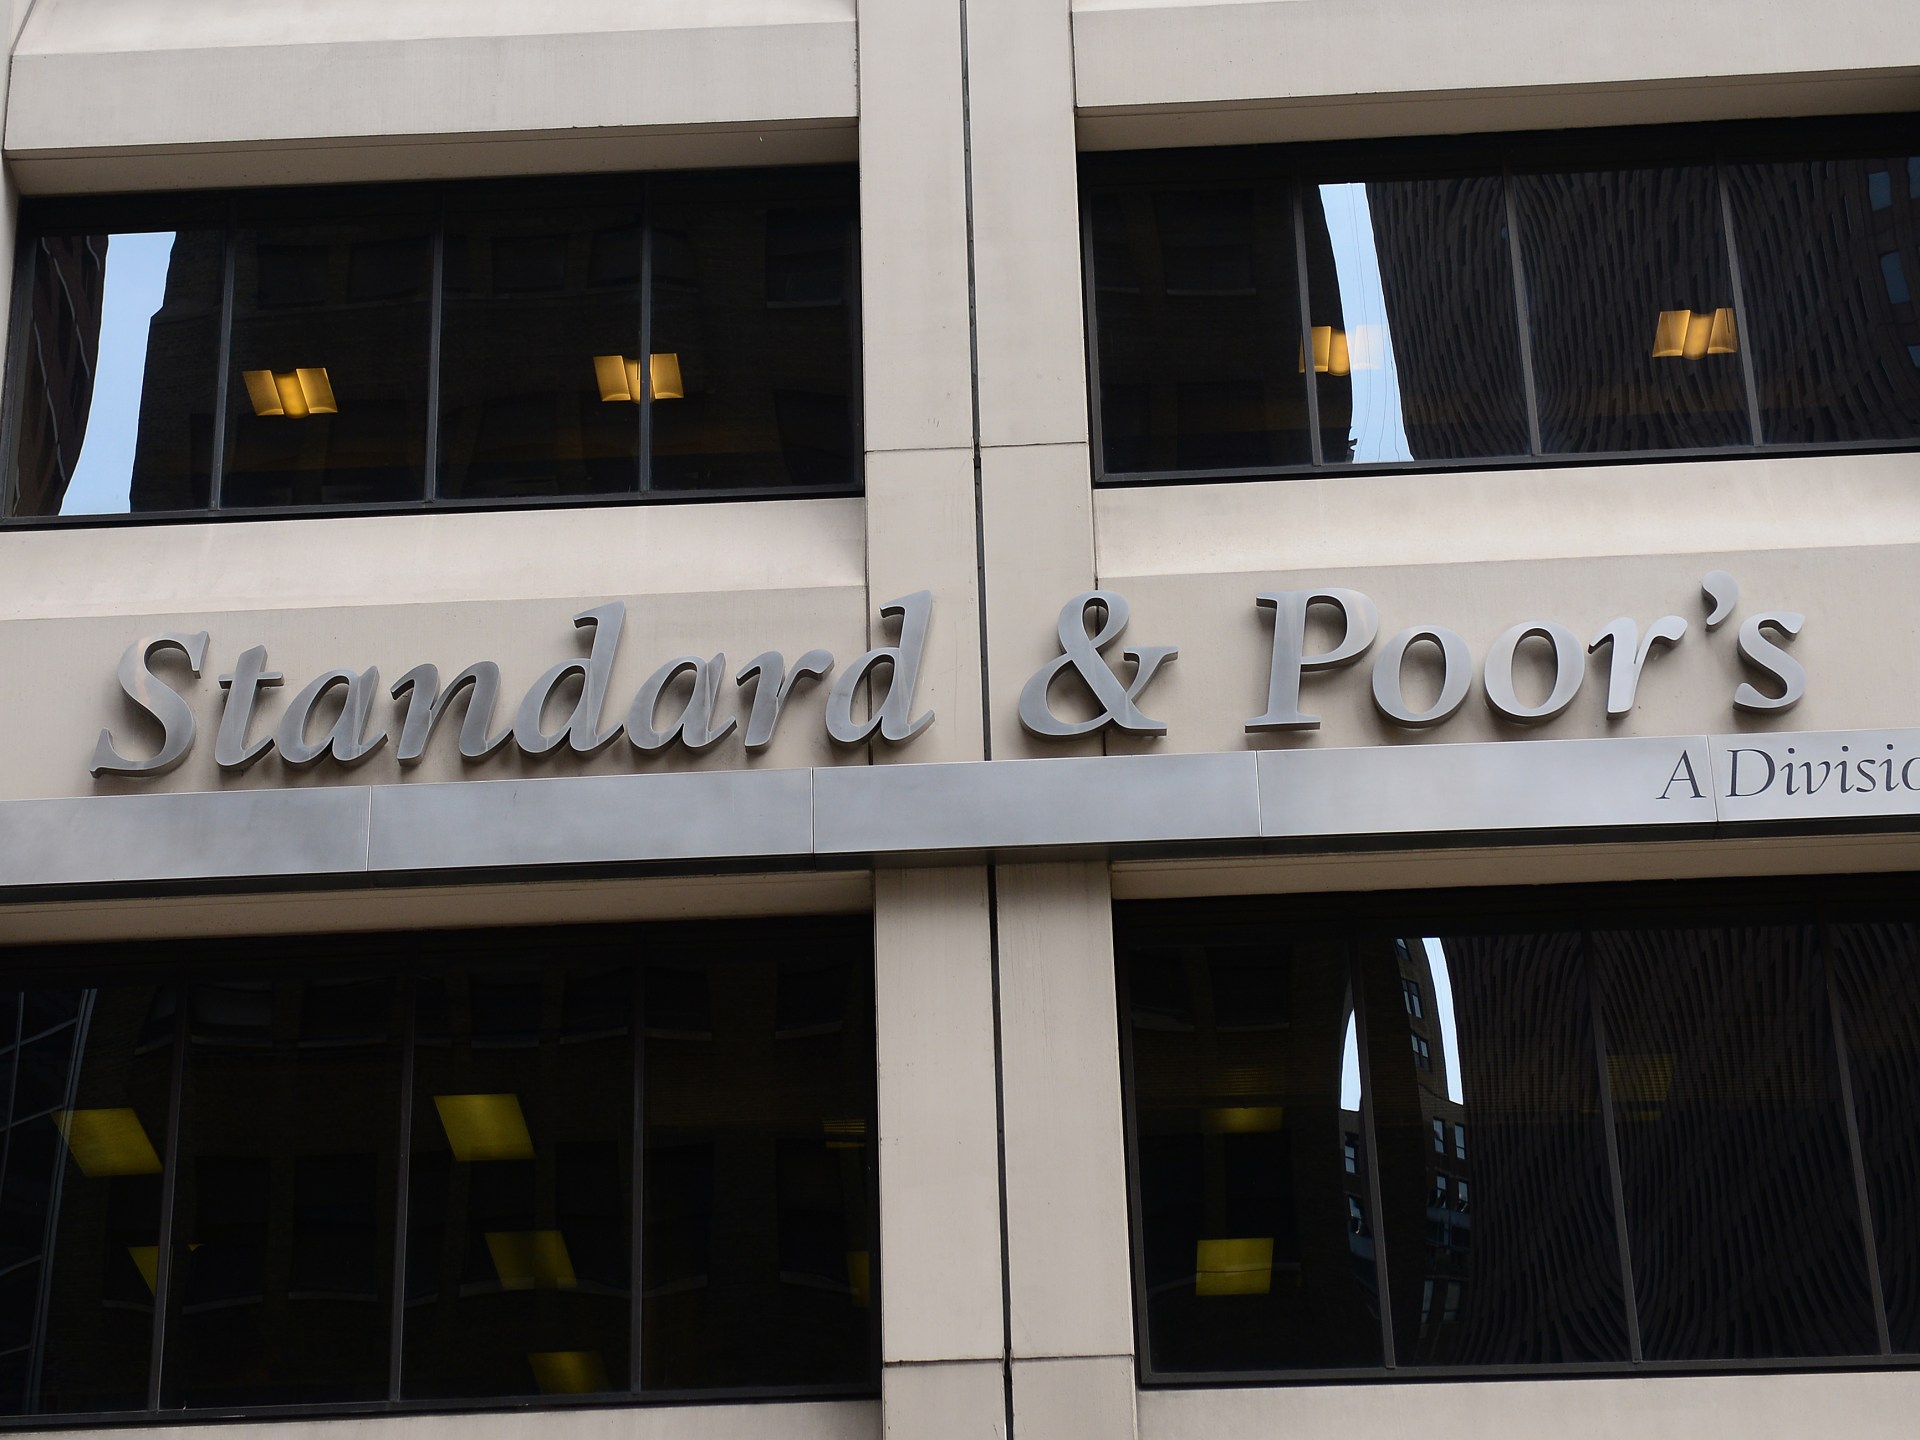 Standard & Poor's
A Divisio